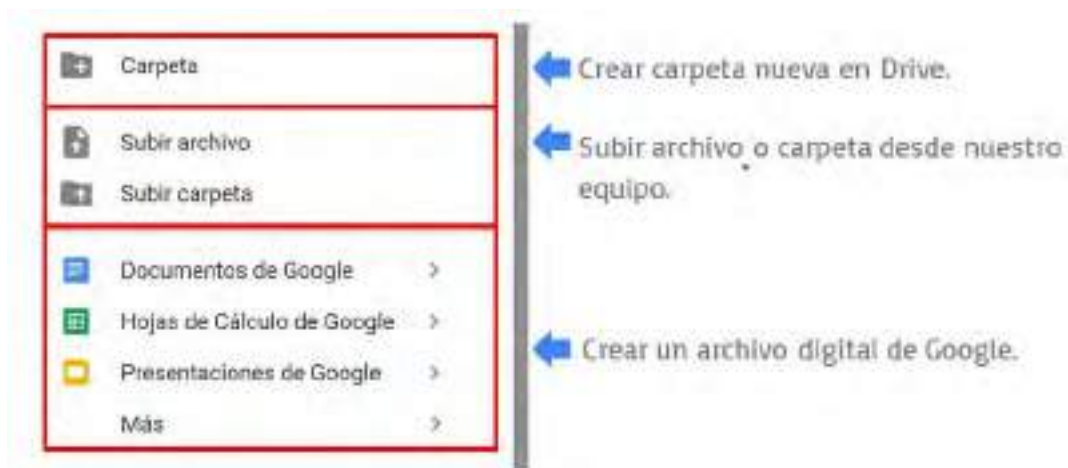 Carpeta
Crear carpeta nueva en Drive.
Subir archivo
Subir carpeta
Subir archivo o carpeta desde nuestro
equipo.
Documentos de Google
Hojas de Cálculo de Google
Presentaciones de Google
Más
Crear un archivo digital de Google.